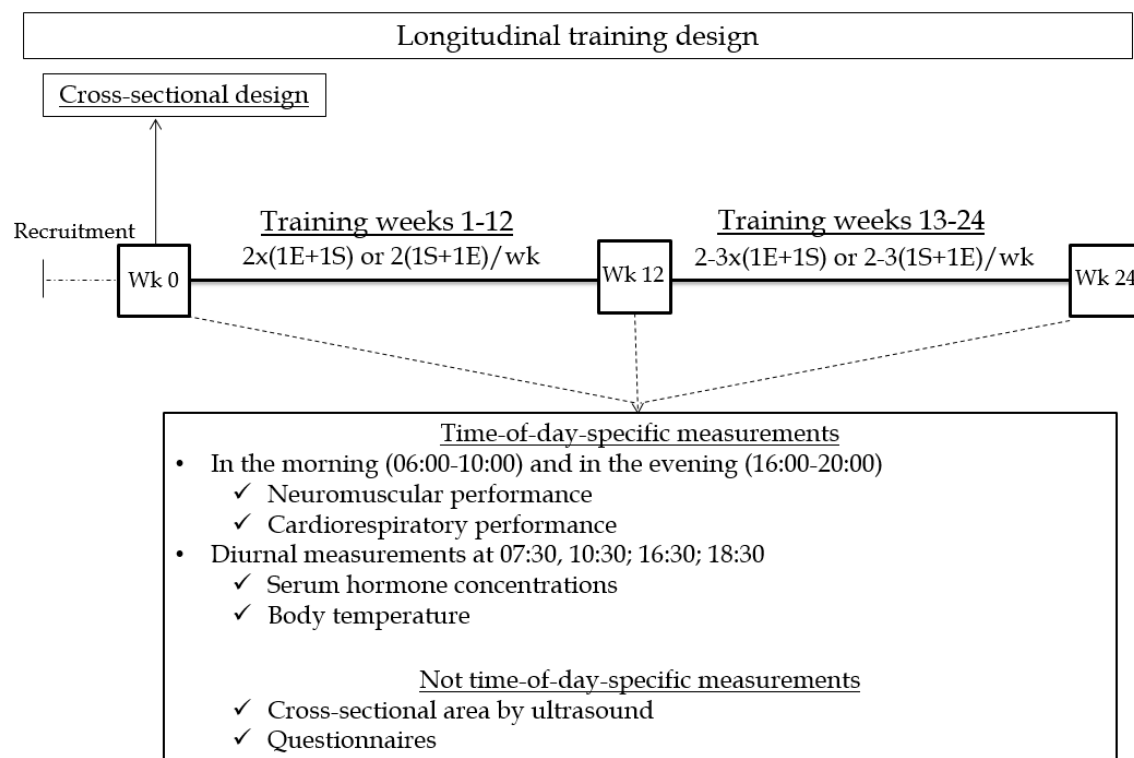 Longitudinal training design
Cross-sectional design
Recruitment
Training weeks 1-12
2x(1E+1S) or 2(1S+1E)/wk
Training weeks 13-24
2-3x(1E+1S) or 2-3(1S+1E)/wk
Wk 0
Wk 12
Wk 24
Time-of-day-specific measurements
• In the morning (06:00-10:00) and in the evening (16:00-20:00)
✓ Neuromuscular performance
✓ Cardiorespiratory performance
• Diurnal measurements at 07:30, 10:30; 16:30; 18:30
✓ Serum hormone concentrations
✓ Body temperature
Not time-of-day-specific measurements
✓ Cross-sectional area by ultrasound
✓ Questionnaires